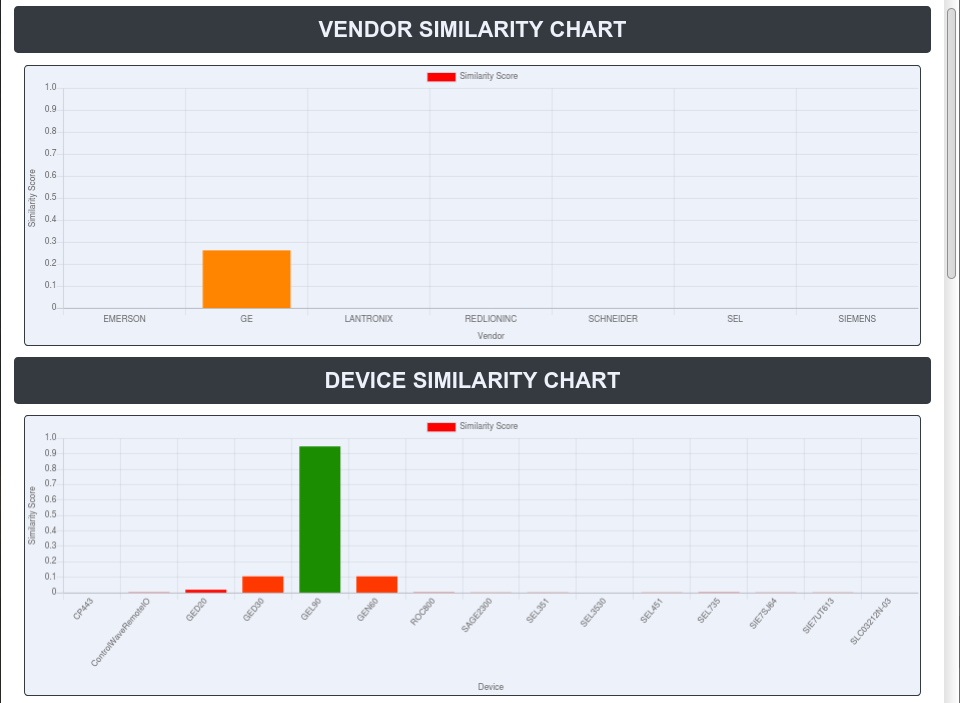 VENDOR SIMILARITY CHART
Similarity Score
1.0
0.9
0.8
0.7
0.6
0.5
0.4
0.3
0.2
0.1
0
Similarity Score
EMERSON GE LANTRONIX REDLIONINC SCHNEIDER SEL SIEMENS
Vendor
DEVICE SIMILARITY CHART
Similarity Score
1.0
0.9
0.8
0.7
0.6
0.5
0.4
0.3
0.2
0.1
0
Similarity Score
CP443 ControlWaveRemoteIO GED20 GED30 GEL90 GEN60 ROC800 SAGE2300 SEL351 SEL3530 SEL451 SEL735 SIE7SJ64 SIE7UT613 SLC03212N-03
Device